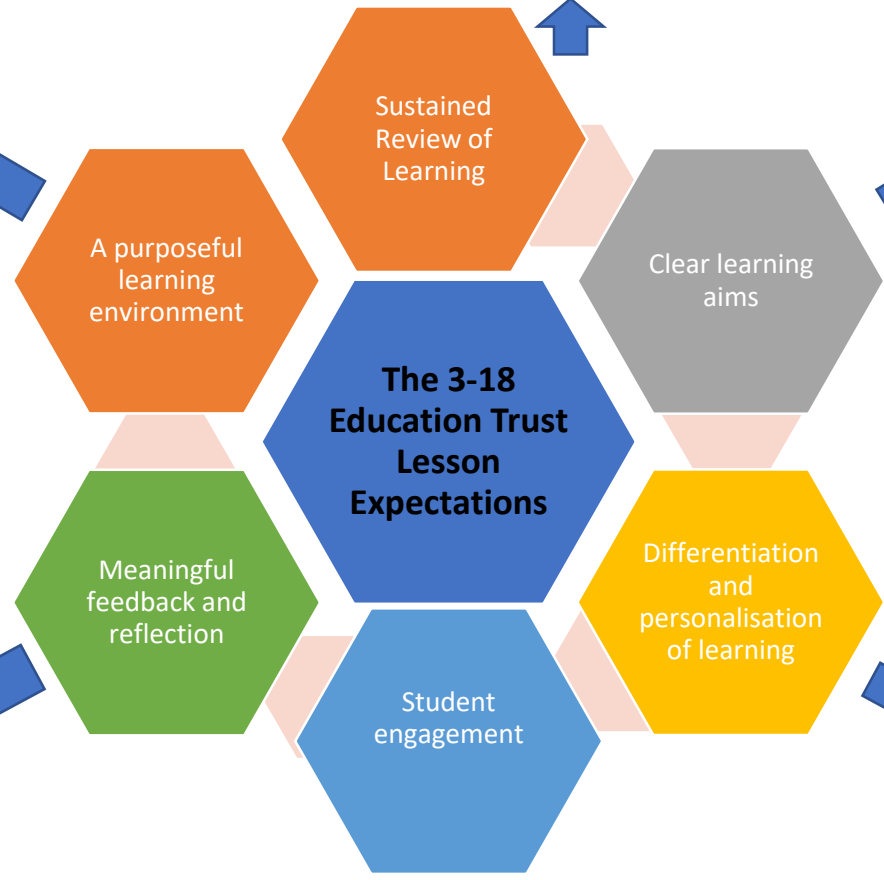 Sustained
Review of
Learning
A purposeful
learning
environment
Clear learning
aims
The 3-18
Education Trust
Lesson
Expectations
Meaningful
feedback and
reflection
Differentiation
and
personalisation
of learning
Student
engagement